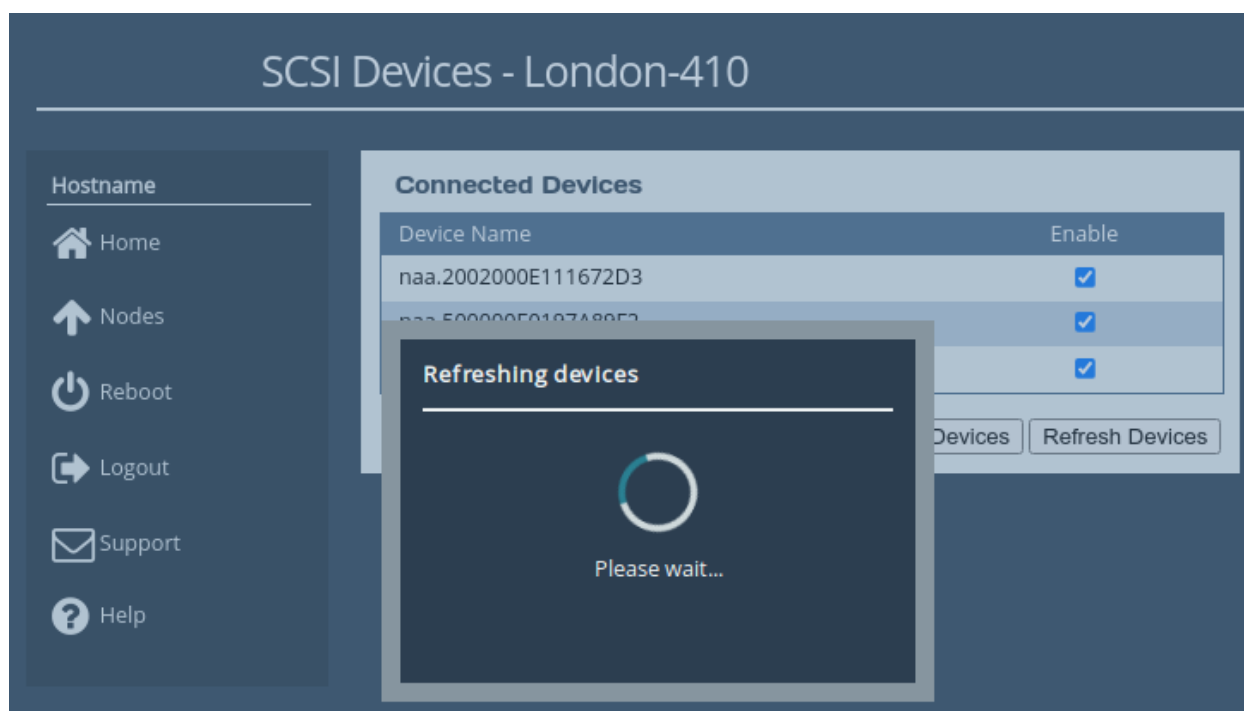 SCSI Devices - London-410
Hostname
Home
Nodes
Reboot
Logout
Support
Help
Connected Devices
Device Name Enable
naa.2002000E111672D3
Devices Refresh Devices
Refreshing devices
Please wait...